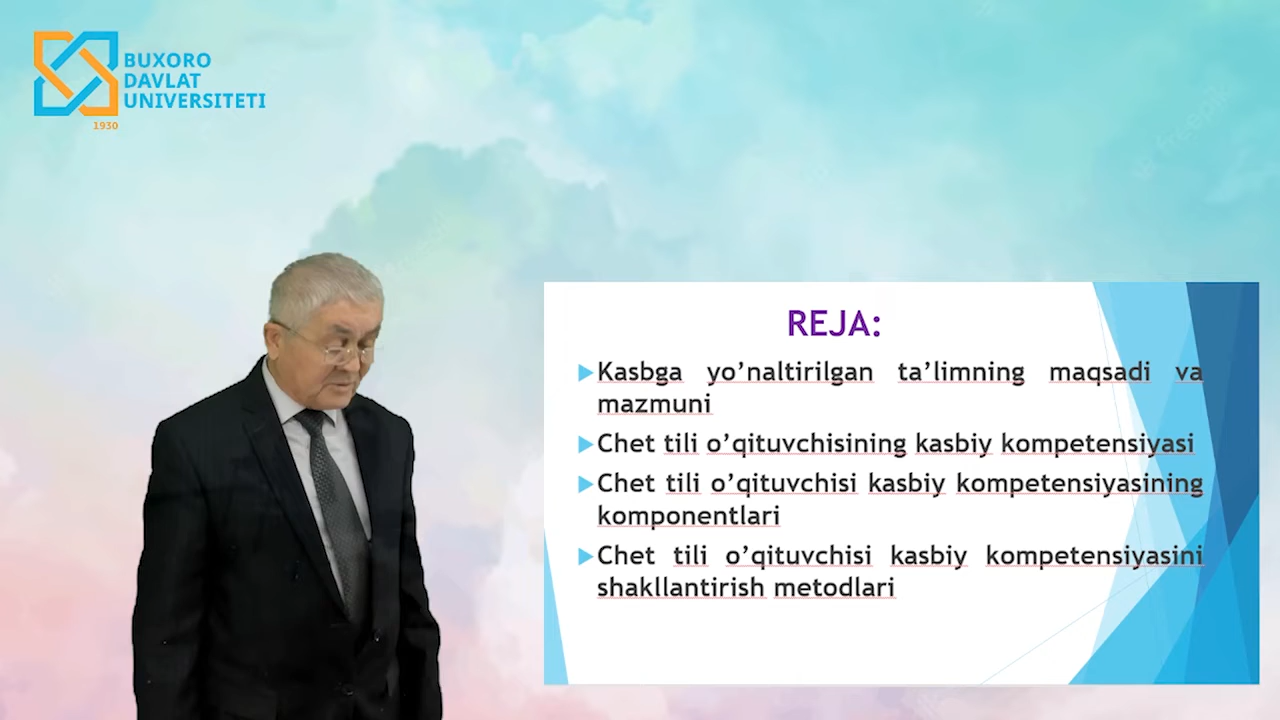 BUXORO
DAVLAT
UNIVERSITETI
1930
REJA:
Kasbga yo’naltirilgan ta’limning maqsadi va
mazmuni
Chet tili o’qituvchisining kasbiy kompetensiyasi
Chet tili o’qituvchisi kasbiy kompetensiyasining
komponentlari
Chet tili o’qituvchisi kasbiy kompetensiyasini
shakllantirish metodlari